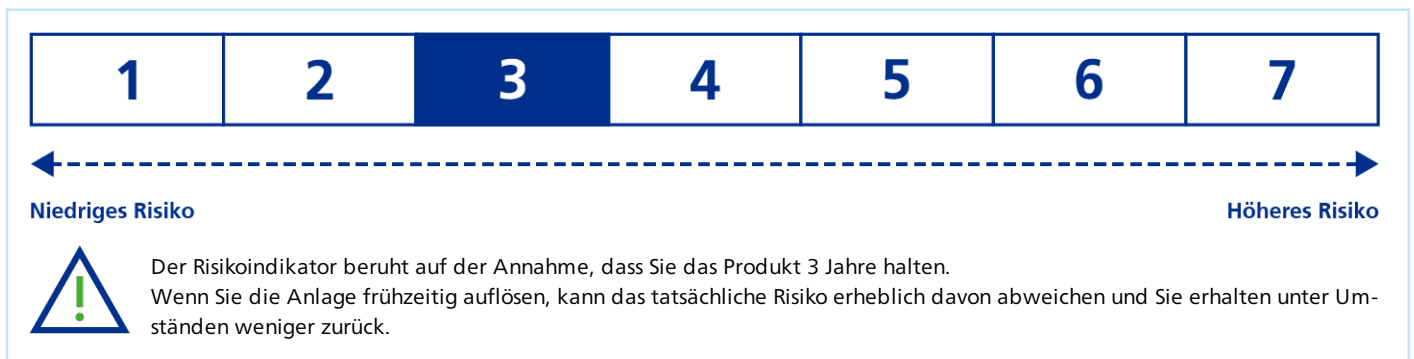 1 2 3 4 5 6 7
Niedriges Risiko Höheres Risiko
Der Risikoindikator beruht auf der Annahme, dass Sie das Produkt 3 Jahre halten.
Wenn Sie die Anlage frühzeitig auflösen, kann das tatsächliche Risiko erheblich davon abweichen und Sie erhalten unter Um-
ständen weniger zurück.